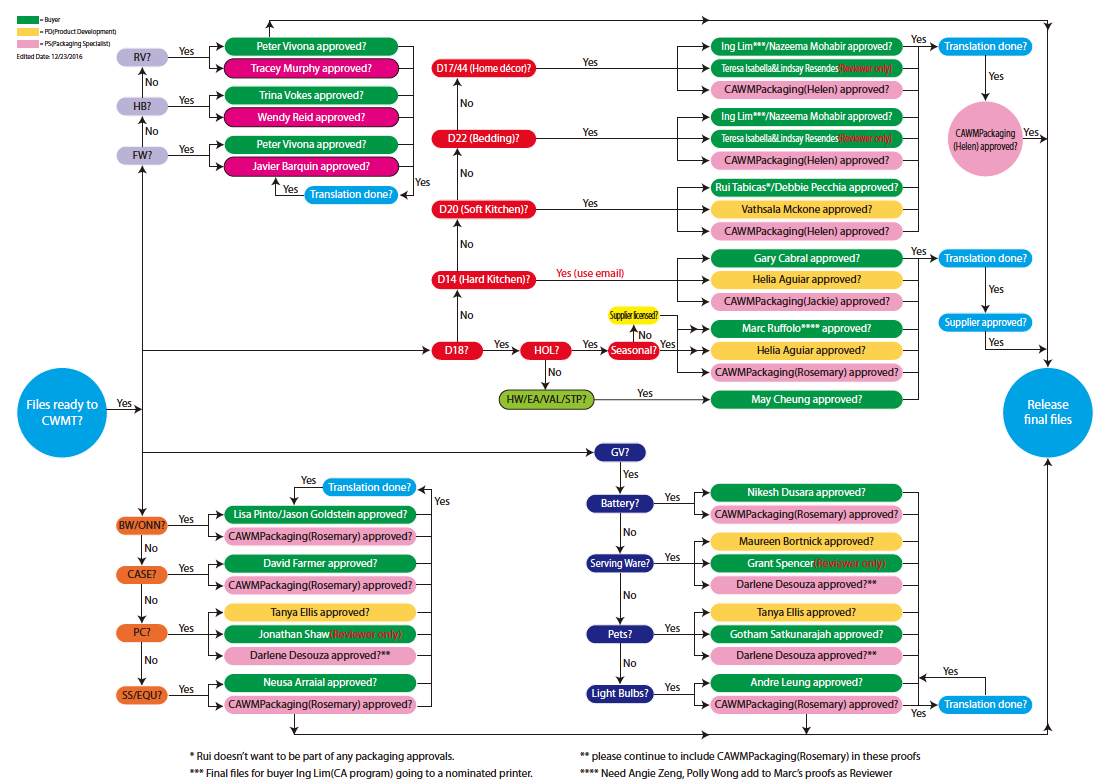 = Buyer
= PD(Product Development)
= PS(Packaging Specialist)
Edited Date: 12/23/2016
RV?
Yes
Peter Vivona approved?
Tracey Murphy approved?
No
HB?
Yes
Trina Vokes approved?
Wendy Reid approved?
No
FW?
Yes
Peter Vivona approved?
Javier Barquin approved?
Yes
Translation done?
Yes
D17/44 (Home décor)?
Yes
Ing Lim***/Nazeema Mohabir approved?
Teresa Isabella&Lindsay Resendes (Reviewer only)
CAWMPackaging(Helen) approved?
No
D22 (Bedding)?
Yes
Ing Lim***/Nazeema Mohabir approved?
Teresa Isabella&Lindsay Resendes (Reviewer only)
CAWMPackaging(Helen) approved?
No
D20 (Soft Kitchen)?
Yes
Rui Tabicas*/Debbie Pecchia approved?
Vathsala Mckone approved?
CAWMPackaging(Helen) approved?
No
D14 (Hard Kitchen)?
Yes (use email)
Gary Cabral approved?
Helia Aguiar approved?
CAWMPackaging(Jackie) approved?
No
D18?
Yes
HOL?
Yes
Seasonal?
Yes
No
Supplier licensed?
Marc Ruffolo**** approved?
Helia Aguiar approved?
CAWMPackaging(Rosemary) approved?
No
HW/EA/VAL/STP?
Yes
May Cheung approved?
Yes
Translation done?
Yes
CAWMPackaging
(Helen) approved?
Yes
Yes
Translation done?
Yes
Supplier approved?
Yes
Files ready to
CWMT?
Yes
Release
final files
GV?
Yes
Battery?
Yes
Nikesh Dusara approved?
CAWMPackaging(Rosemary) approved?
No
Serving Ware?
Yes
Maureen Bortnick approved?
Grant Spencer(Reviewer only)
Darlene Desouza approved?**
No
Pets?
Yes
Tanya Ellis approved?
Gotham Satkunarajah approved?
Darlene Desouza approved?**
No
Light Bulbs?
Yes
Andre Leung approved?
CAWMPackaging(Rosemary) approved?
Yes
Yes
Translation done?
Yes
Translation done?
Yes
BW/ONN?
Yes
Lisa Pinto/Jason Goldstein approved?
CAWMPackaging(Rosemary) approved?
No
CASE?
Yes
David Farmer approved?
CAWMPackaging(Rosemary) approved?
No
PC?
Yes
Tanya Ellis approved?
Jonathan Shaw(Reviewer only)
Darlene Desouza approved?**
No
SS/EQU?
Yes
Neusa Arraial approved?
CAWMPackaging(Rosemary) approved?
* Rui doesn't want to be part of any packaging approvals.
** please continue to include CAWMPackaging(Rosemary) in these proofs
*** Final files for buyer Ing Lim(CA program) going to a nominated printer.
**** Need Angie Zeng, Polly Wong add to Marc's proofs as Reviewer